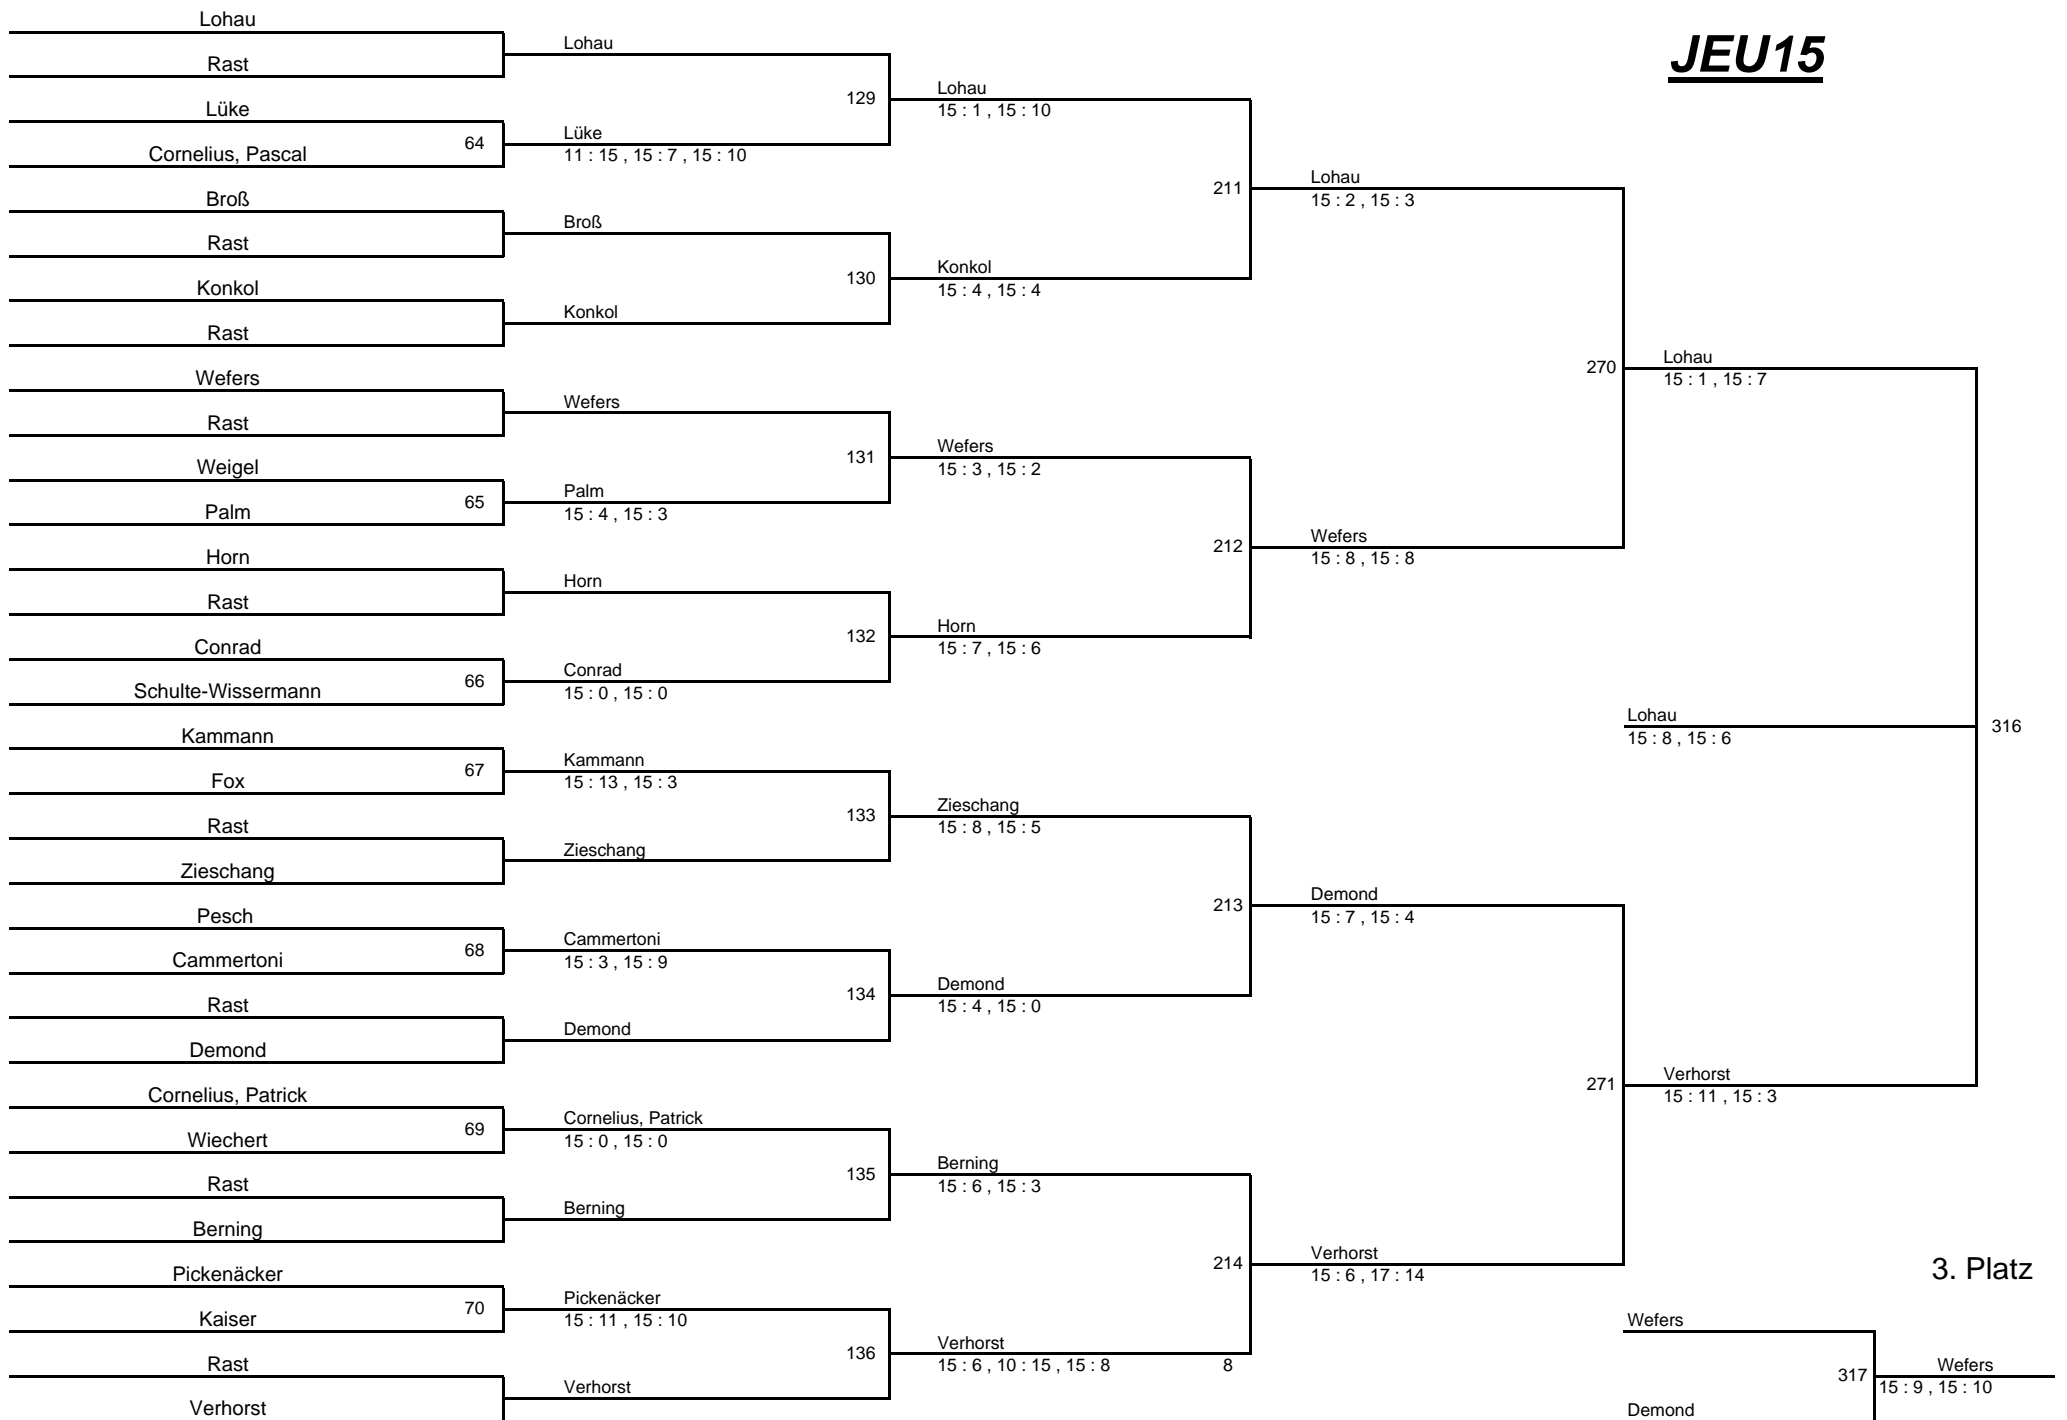 JEU15
Lohau
Rast
Lüke
Cornelius, Pascal
64
Broß
Rast
Konkol
Rast
Wefers
Rast
Weigel
Palm
65
Horn
Rast
Conrad
Schulte-Wissermann
66
Kammann
Fox
67
Rast
Zieschang
Pesch
Cammertoni
68
Rast
Demond
Cornelius, Patrick
Wiechert
69
Rast
Berning
Pickenäcker
Kaiser
70
Rast
Verhorst
Lohau
129
Lüke
11 : 15 , 15 : 7 , 15 : 10
Broß
130
Konkol
Wefers
131
Palm
15 : 4 , 15 : 3
Horn
132
Conrad
15 : 0 , 15 : 0
Kammann
15 : 13 , 15 : 3
133
Zieschang
Cammertoni
15 : 3 , 15 : 9
134
Demond
Cornelius, Patrick
15 : 0 , 15 : 0
135
Berning
Pickenäcker
15 : 11 , 15 : 10
136
Verhorst
Lohau
15 : 1 , 15 : 10
211
Konkol
15 : 4 , 15 : 4
Wefers
15 : 3 , 15 : 2
212
Horn
15 : 7 , 15 : 6
Zieschang
15 : 8 , 15 : 5
213
Demond
15 : 4 , 15 : 0
Berning
15 : 6 , 15 : 3
214
Verhorst
15 : 6 , 10 : 15 , 15 : 8
8
Lohau
15 : 2 , 15 : 3
270
Wefers
15 : 8 , 15 : 8
Demond
15 : 7 , 15 : 4
271
Verhorst
15 : 6 , 17 : 14
Lohau
15 : 1 , 15 : 7
Lohau
15 : 8 , 15 : 6
316
Verhorst
15 : 11 , 15 : 3
3. Platz
Wefers
317
Wefers
15 : 9 , 15 : 10
Demond